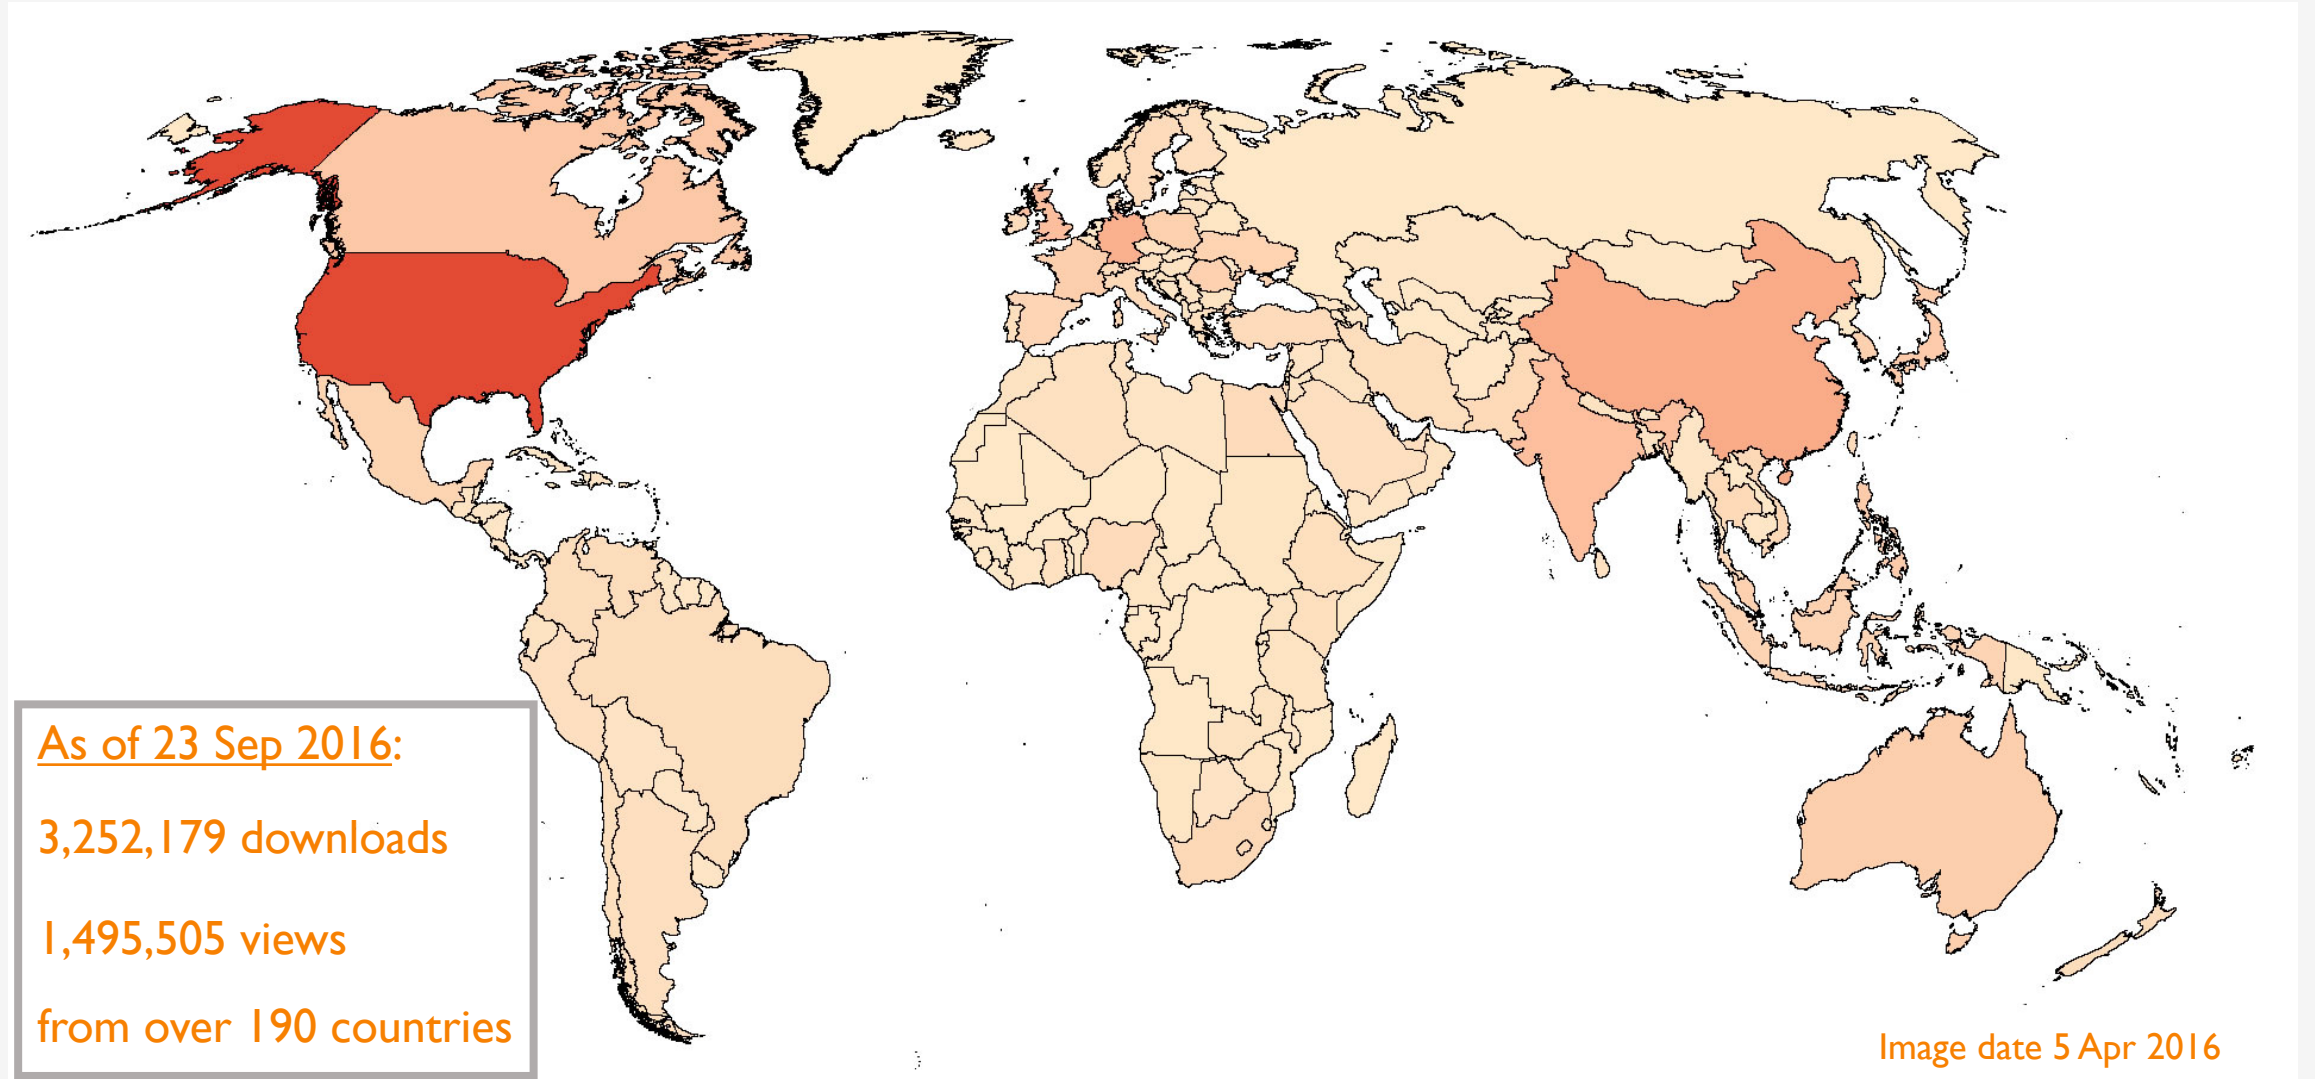 As of 23 Sep 2016:
3,252,179 downloads
1,495,505 views
from over 190 countries
Image date 5 Apr 2016